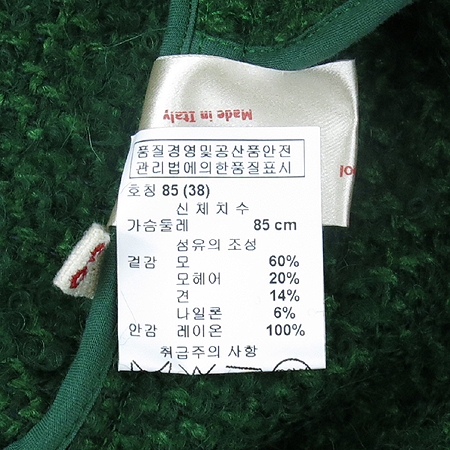 Made in Italy
품질경영및공산품안전
관리법에의한품질표시
호칭 85 (38)
신 체 치 수
가슴둘레 85 cm
섬유의 조성
겉감 모 60%
모헤어 20%
견 14%
나일론 6%
안감 레이온 100%
취급주의 사항